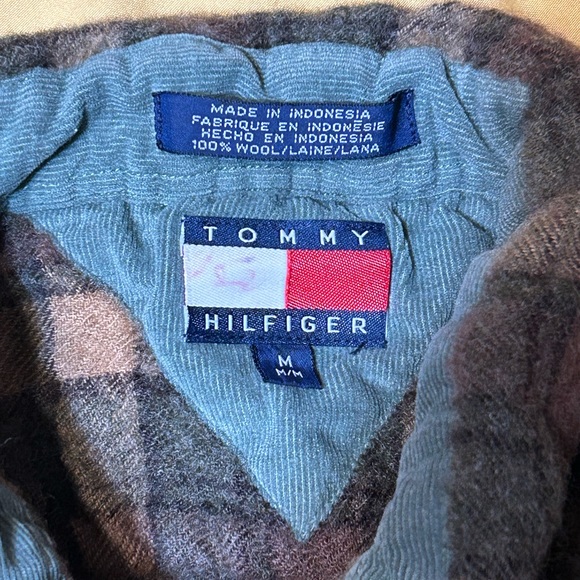 MADE IN INDONESIA
FABRIQUE EN INDONÉSIE
HECHO EN INDONESIA
100% WOOL/LAINE/LANA
TOMMY
HILFIGER
M
M/M